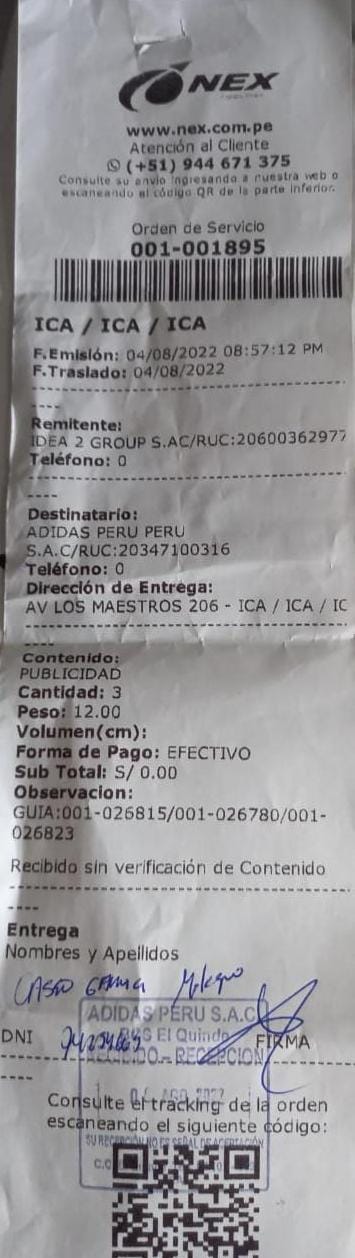 NEX
www.nex.com.pe
Atención al Cliente
(+51) 944 671 375
Consulte su envio ingresando a nuestra web o
escaneando el código QR de la parte inferior.
Orden de Servicio
001-001895
ICA / ICA / ICA
F.Emisión: 04/08/2022 08:57:12 PM
F.Traslado: 04/08/2022
----
Remitente:
IDEA 2 GROUP S.AC/RUC:20600362977
Teléfono: 0
----
Destinatario:
ADIDAS PERU PERU
S.A.C/RUC:20347100316
Teléfono: 0
Dirección de Entrega:
AV LOS MAESTROS 206 - ICA / ICA / IC
----
Contenido:
PUBLICIDAD
Cantidad: 3
Peso: 12.00
Volumen(cm):
Forma de Pago: EFECTIVO
Sub Total: S/ 0.00
Observacion:
GUIA:001-026815/001-026780/001-
026823
Recibido sin verificación de Contenido
----
Entrega
Nombres y Apellidos
ADIDAS PERU S.A.C
El Quinde
DNI
FIRMA
RECEPCION
----
Consulte el tracking de la orden
escaneando el siguiente código: